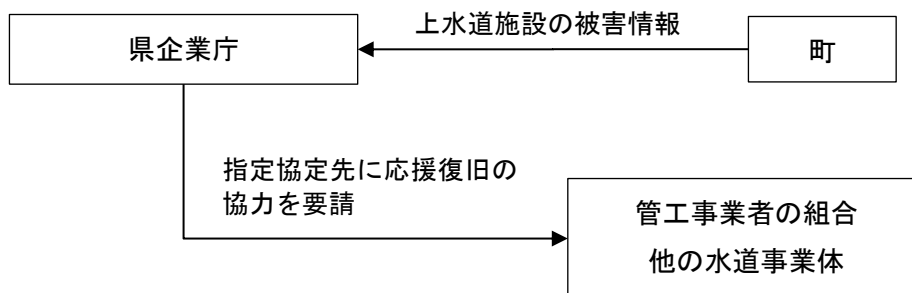 上水道施設の被害情報
県企業庁
町
指定協定先に応援復旧の
協力を要請
管工事業者の組合
他の水道事業体